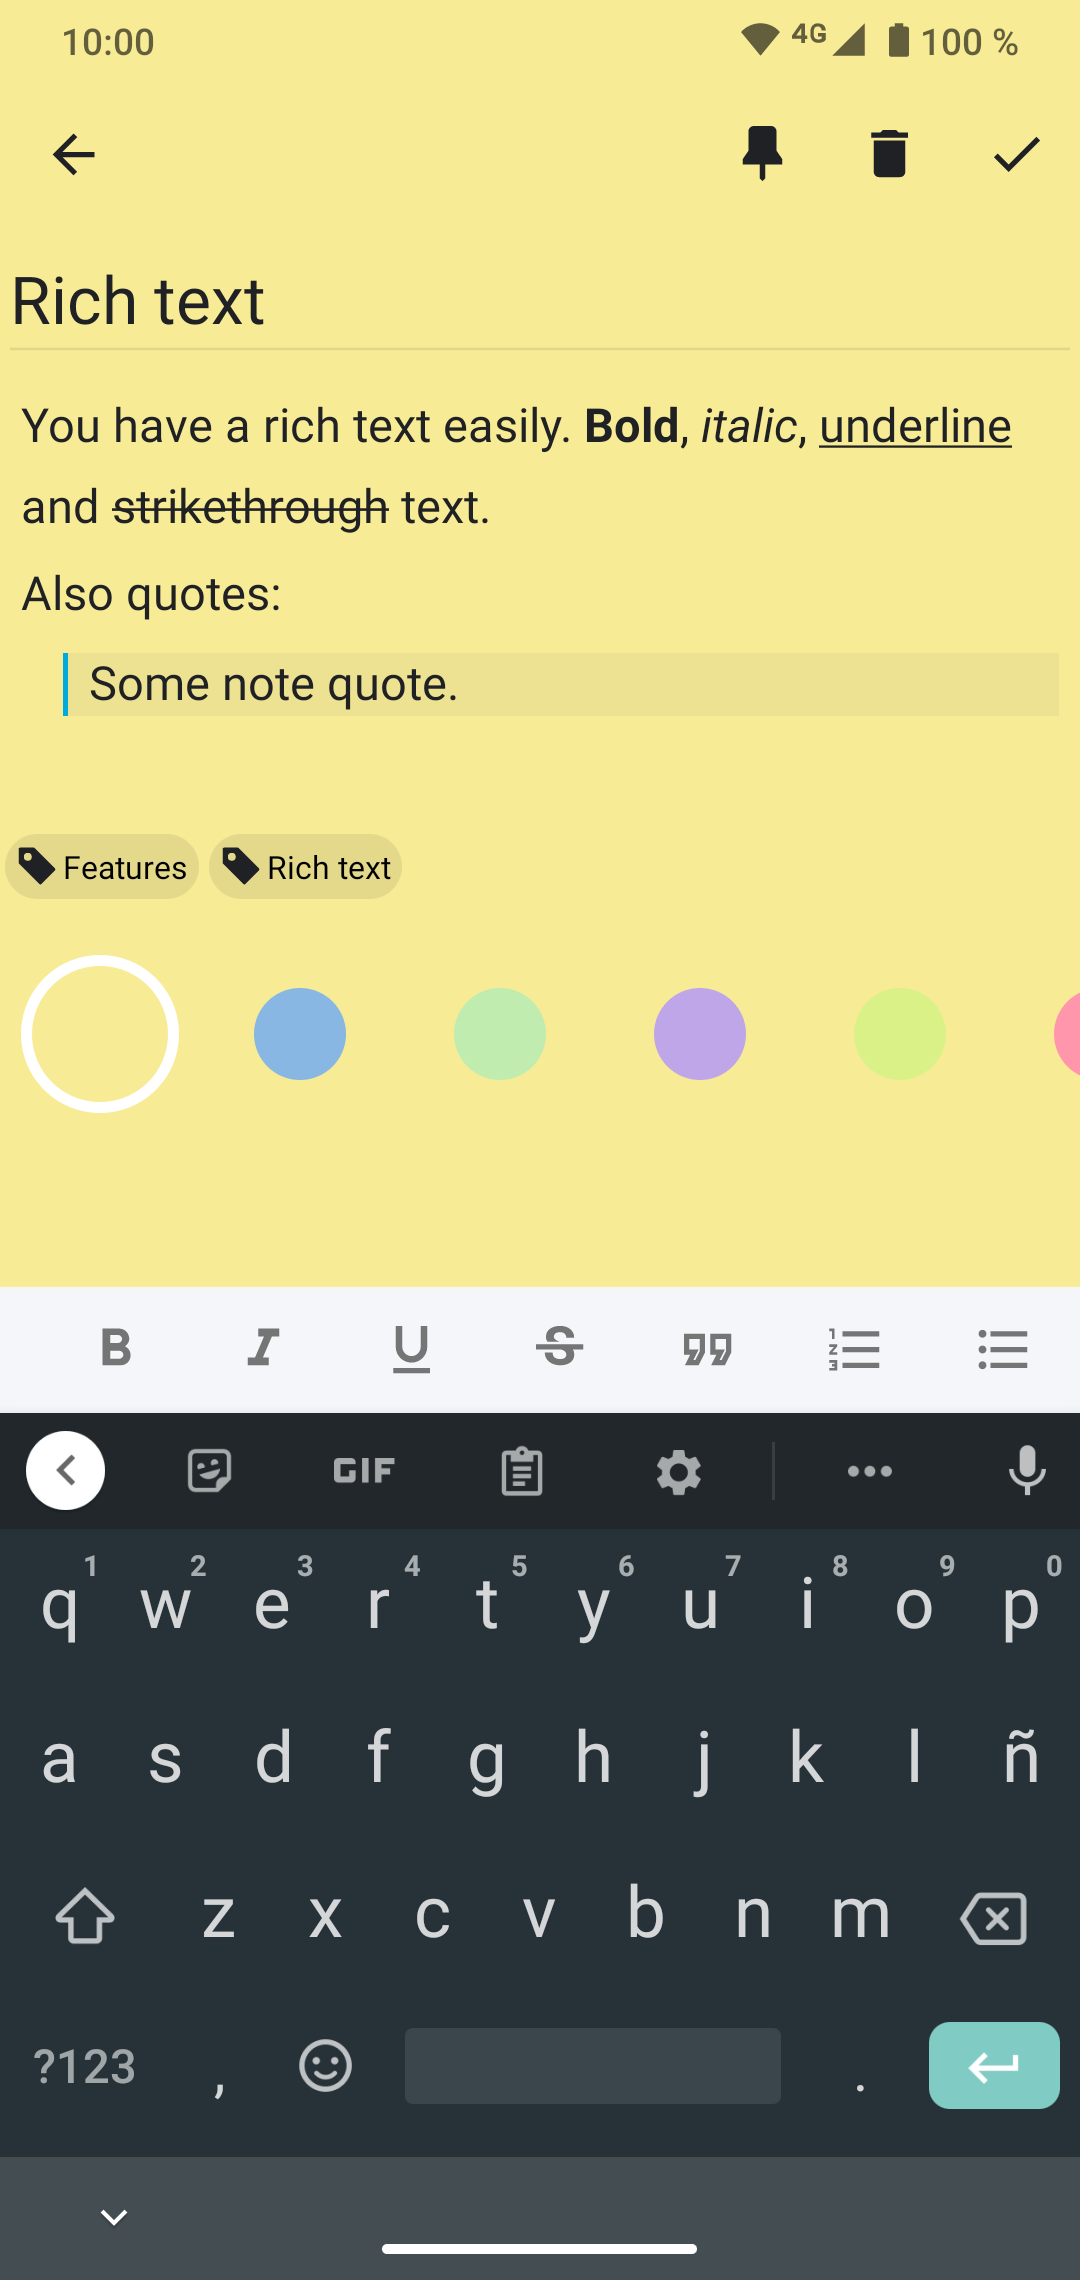 10:00 4G 100 %
Rich text
You have a rich text easily. Bold, italic, underline
and strikethrough text.
Also quotes:
Some note quote.
Features Rich text
B I U S
GIF
1 2 3 4 5 6 7 8 9 0
q w e r t y u i o p
a s d f g h j k l ñ
z x c v b n m
?123 , .